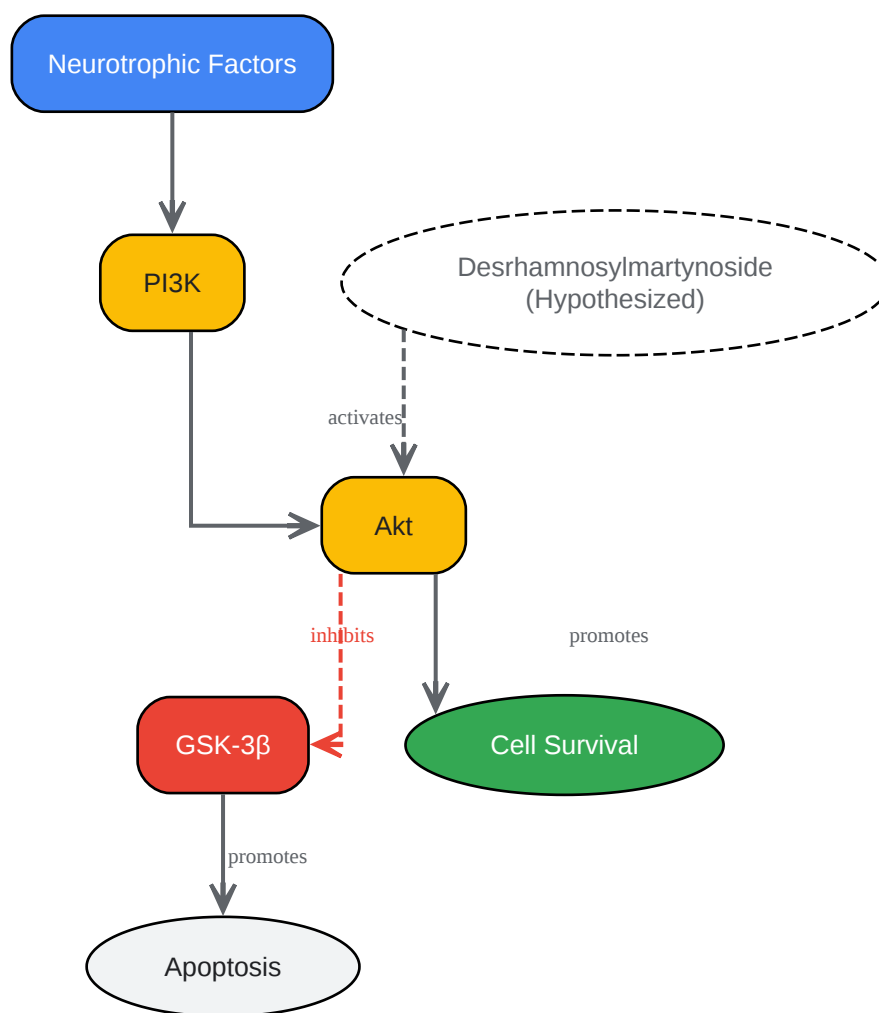 Neurotrophic Factors
PI3K
Desrhamnosylmartynoside
(Hypothesized)
activates
Akt
inhibits
promotes
GSK-3β
Cell Survival
promotes
Apoptosis